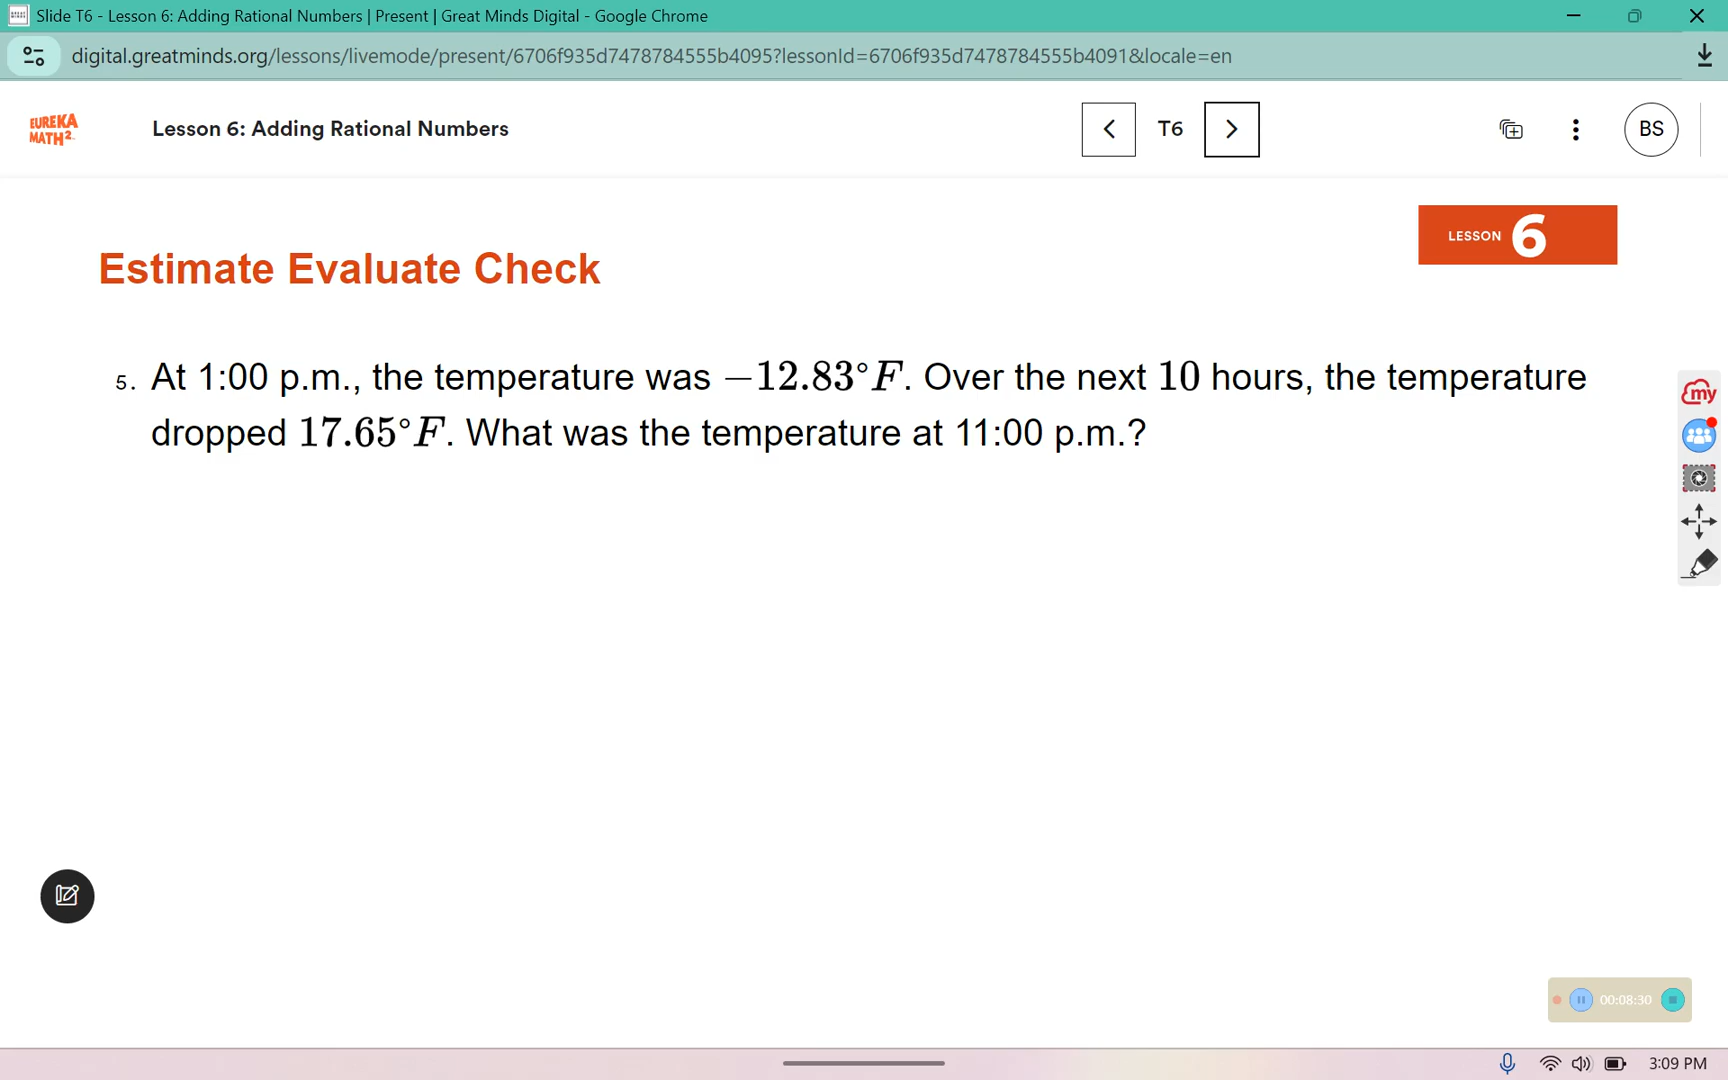 Slide T6 - Lesson 6: Adding Rational Numbers | Present | Great Minds Digital - Google Chrome
digital.greatminds.org/lessons/livemode/present/6706f935d7478784555b4095?lessonId=6706f935d7478784555b4091&locale=en
EUREKA
MATH²
Lesson 6: Adding Rational Numbers
T6
BS
LESSON 6
Estimate Evaluate Check
5. At 1:00 p.m., the temperature was −12.83°F. Over the next 10 hours, the temperature
dropped 17.65°F. What was the temperature at 11:00 p.m.?
my
00:08:30
3:09 PM